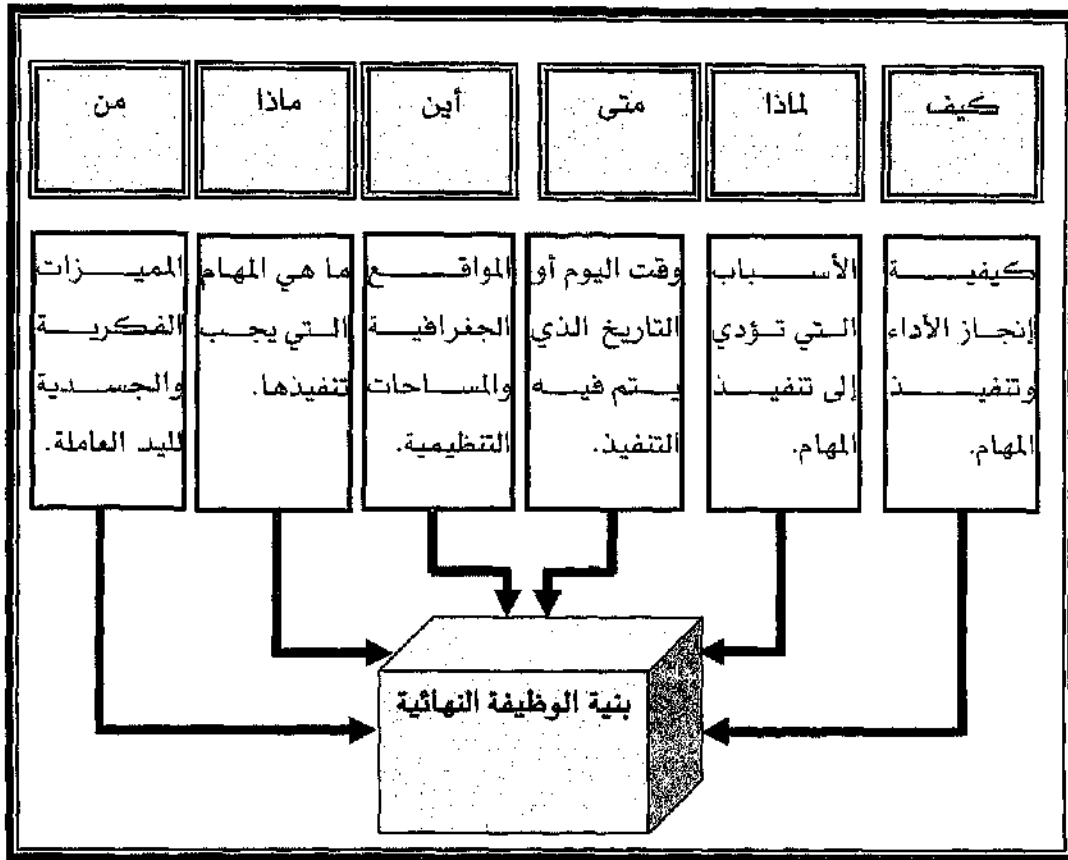 كيف
لماذا
متى
أين
ماذا
من
كيفية
إنجاز الأداء
وتنفيذ
المهام.
الأسباب
التي تؤدي
إلى تنفيذ
المهام.
وقت اليوم أو
التاريخ الذي
يتم فيه
التنفيذ.
المواقع
الجغرافية
والمساحات
التنظيمية.
ما هي المهام
التي يجب
تنفيذها.
المميزات
الفكرية
والجسدية
لليد العاملة.
بنية الوظيفة النهائية